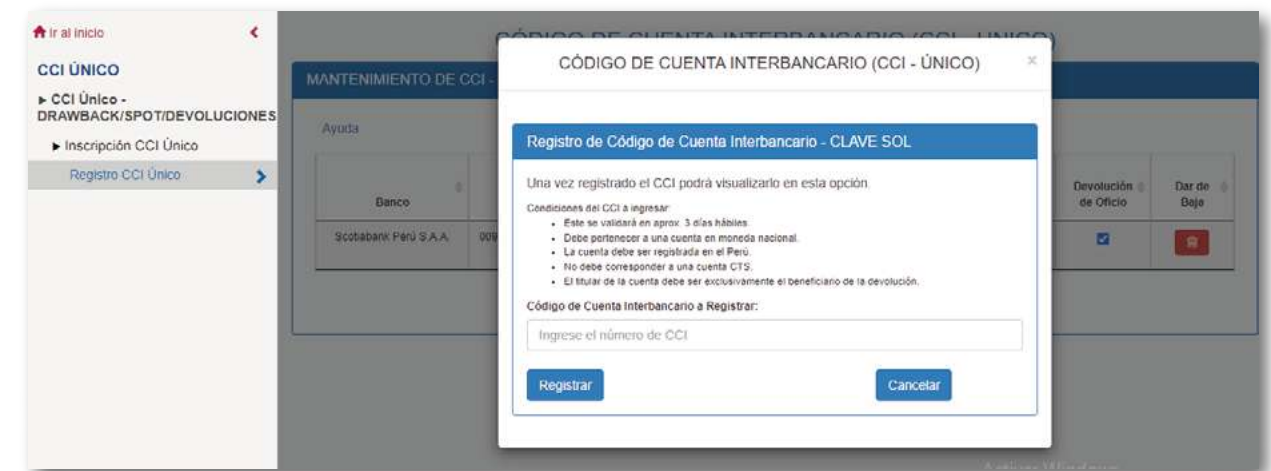 Ir al inicio
CCI ÚNICO
CCI Único -
DRAWBACK/SPOT/DEVOLUCIONES
Inscripción CCI Único
Registro CCI Único
CÓDIGO DE CUENTA INTERBANCARIO (CCI - UNICO)
MANTENIMIENTO DE CCI -
Ayuda
Banco
Devolución
de Oficio
Dar de
Baja
Scotiabank Perú S.A.A. 009
CÓDIGO DE CUENTA INTERBANCARIO (CCI - ÚNICO)
×
Registro de Código de Cuenta Interbancario - CLAVE SOL
Una vez registrado el CCI podrá visualizarlo en esta opción.
Condiciones del CCI a ingresar:
Este se validará en aprox. 3 días hábiles.
Debe pertenecer a una cuenta en moneda nacional.
La cuenta debe ser registrada en el Perú.
No debe corresponder a una cuenta CTS.
El titular de la cuenta debe ser exclusivamente el beneficiario de la devolución.
Código de Cuenta Interbancario a Registrar:
Ingrese el número de CCI
Registrar
Cancelar